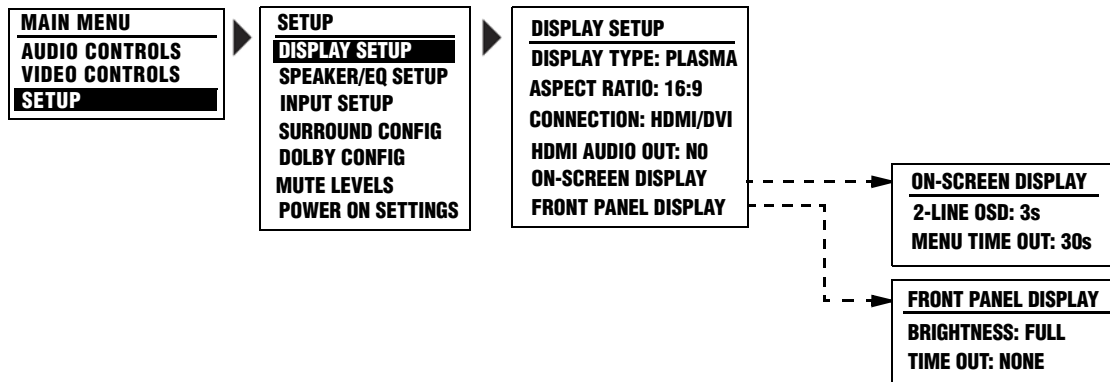 MAIN MENU
AUDIO CONTROLS
VIDEO CONTROLS
SETUP
SETUP
DISPLAY SETUP
SPEAKER/EQ SETUP
INPUT SETUP
SURROUND CONFIG
DOLBY CONFIG
MUTE LEVELS
POWER ON SETTINGS
DISPLAY SETUP
DISPLAY TYPE: PLASMA
ASPECT RATIO: 16:9
CONNECTION: HDMI/DVI
HDMI AUDIO OUT: NO
ON-SCREEN DISPLAY
FRONT PANEL DISPLAY
ON-SCREEN DISPLAY
2-LINE OSD: 3s
MENU TIME OUT: 30s
FRONT PANEL DISPLAY
BRIGHTNESS: FULL
TIME OUT: NONE